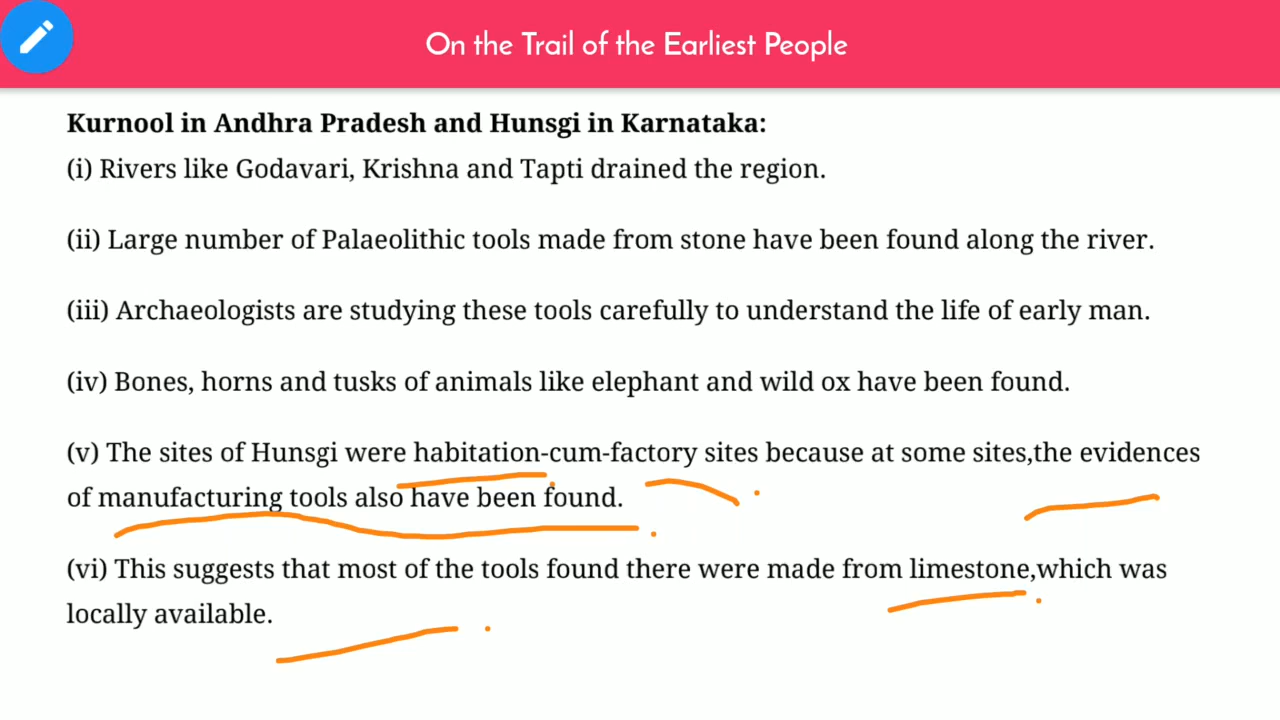 On the Trail of the Earliest People
Kurnool in Andhra Pradesh and Hunsgi in Karnataka:
(i) Rivers like Godavari, Krishna and Tapti drained the region.
(ii) Large number of Palaeolithic tools made from stone have been found along the river.
(iii) Archaeologists are studying these tools carefully to understand the life of early man.
(iv) Bones, horns and tusks of animals like elephant and wild ox have been found.
(v) The sites of Hunsgi were habitation-cum-factory sites because at some sites,the evidences
of manufacturing tools also have been found.
(vi) This suggests that most of the tools found there were made from limestone,which was
locally available.